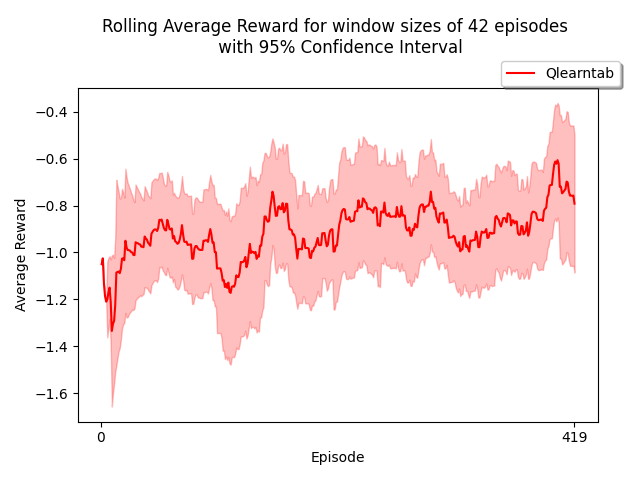 Rolling Average Reward for window sizes of 42 episodes
with 95% Confidence Interval
Qlearntab
−0.4
−0.6
−0.8
−1.0
−1.2
−1.4
−1.6
Average Reward
0
419
Episode